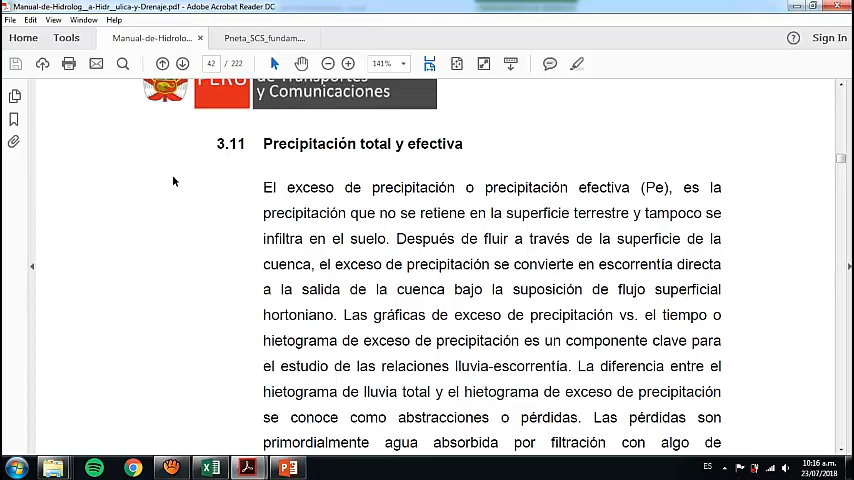 Manual-de-Hidrolog__a-Hidr__ulica-y-Drenaje.pdf - Adobe Acrobat Reader DC
File Edit View Window Help
Home Tools Manual-de-Hidrolo... × Pneta_SCS_fundam.... Sign In
42 / 222 141%
PERÚ de Transportes
y Comunicaciones
3.11 Precipitación total y efectiva
El exceso de precipitación o precipitación efectiva (Pe), es la
precipitación que no se retiene en la superficie terrestre y tampoco se
infiltra en el suelo. Después de fluir a través de la superficie de la
cuenca, el exceso de precipitación se convierte en escorrentía directa
a la salida de la cuenca bajo la suposición de flujo superficial
hortoniano. Las gráficas de exceso de precipitación vs. el tiempo o
hietograma de exceso de precipitación es un componente clave para
el estudio de las relaciones lluvia-escorrentía. La diferencia entre el
hietograma de lluvia total y el hietograma de exceso de precipitación
se conoce como abstracciones o pérdidas. Las pérdidas son
primordialmente agua absorbida por filtración con algo de
ES 10:16 a.m.
23/07/2018